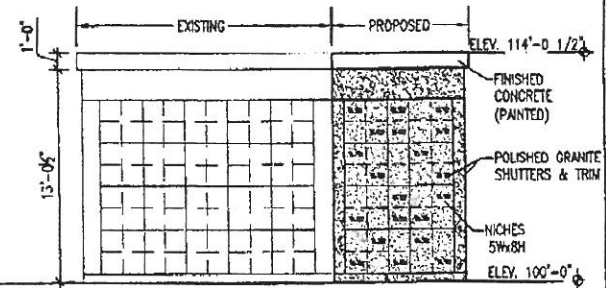 EXISTING
PROPOSED
1'-0"
ELEV. 114'-0 1/2"
FINISHED
CONCRETE
(PAINTED)
13'-0½"
POLISHED GRANITE
SHUTTERS & TRIM
NICHES
5Wx8H
ELEV. 100'-0"